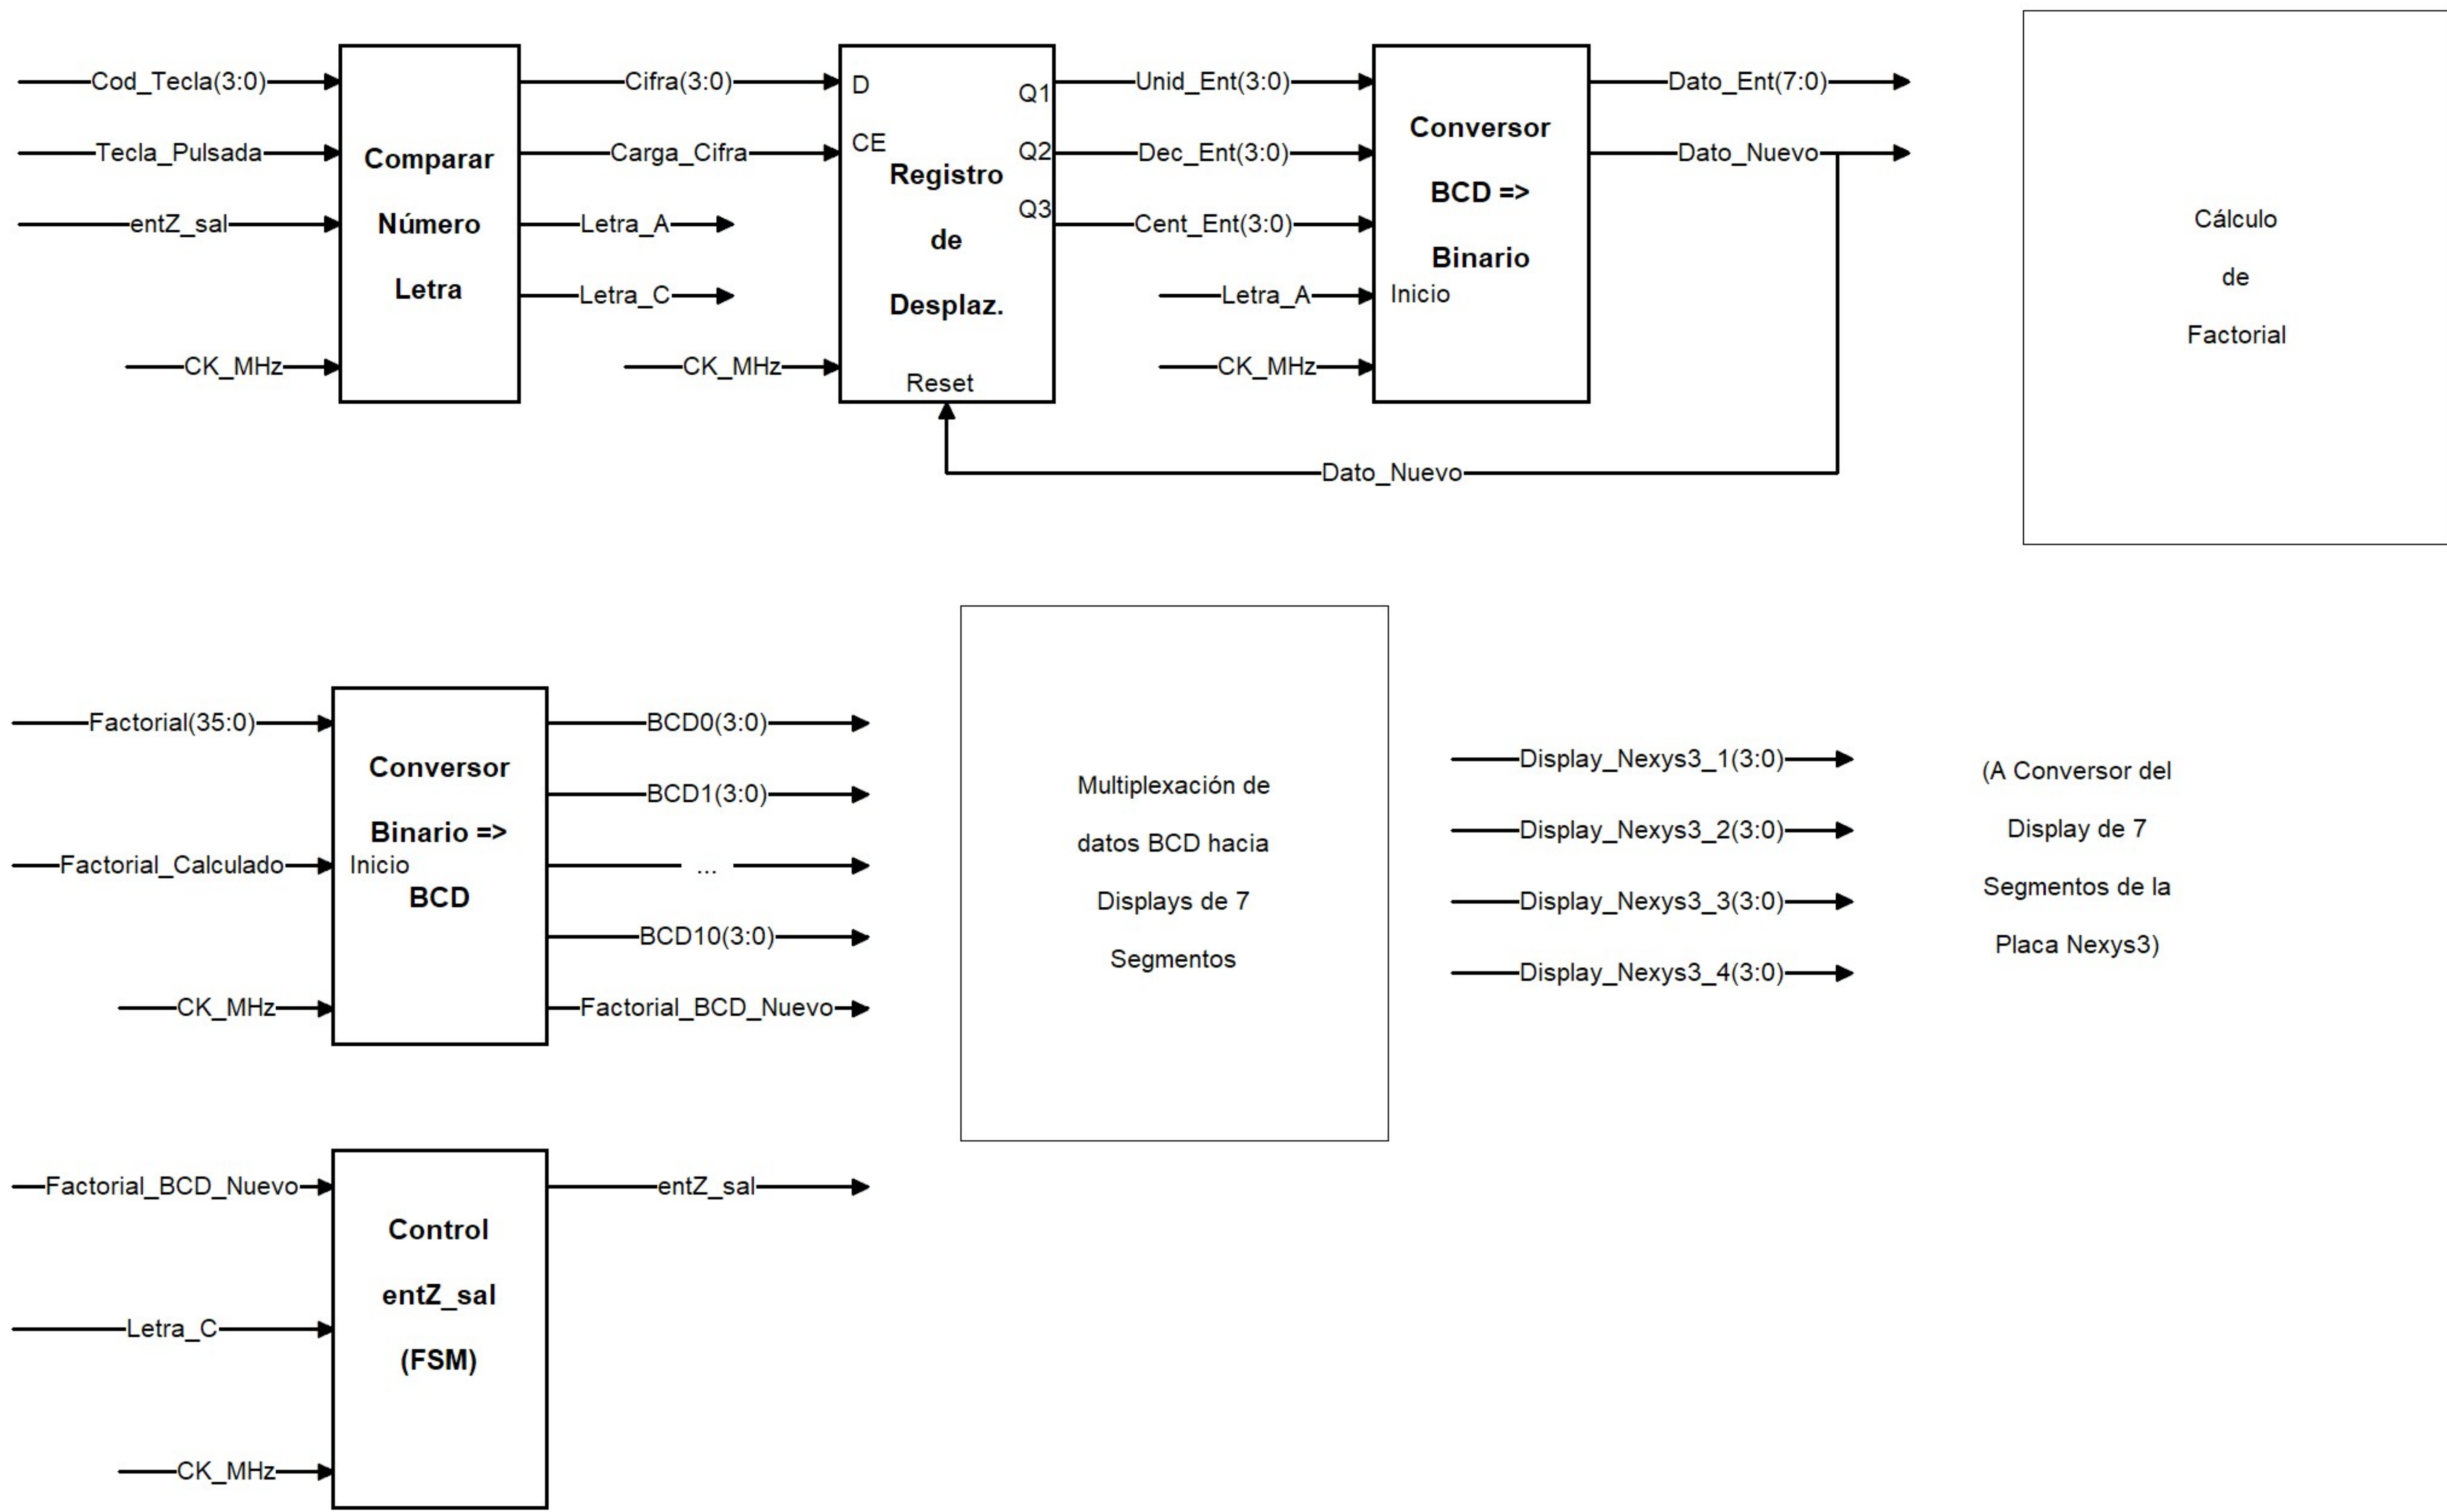 Cod_Tecla(3:0)
Tecla_Pulsada
entZ_sal
CK_MHz
Comparar
Número
Letra
Cifra(3:0)
Carga_Cifra
Letra_A
Letra_C
CK_MHz
D
CE
Q1
Q2
Q3
Registro
de
Desplaz.
Reset
Unid_Ent(3:0)
Dec_Ent(3:0)
Cent_Ent(3:0)
Letra_A
CK_MHz
Conversor
BCD =>
Binario
Inicio
Dato_Ent(7:0)
Dato_Nuevo
Dato_Nuevo
Cálculo
de
Factorial
Factorial(35:0)
Factorial_Calculado
CK_MHz
Conversor
Binario =>
Inicio
BCD
BCD0(3:0)
BCD1(3:0)
...
BCD10(3:0)
Factorial_BCD_Nuevo
Multiplexación de
datos BCD hacia
Displays de 7
Segmentos
Display_Nexys3_1(3:0)
Display_Nexys3_2(3:0)
Display_Nexys3_3(3:0)
Display_Nexys3_4(3:0)
(A Conversor del
Display de 7
Segmentos de la
Placa Nexys3)
Factorial_BCD_Nuevo
Letra_C
CK_MHz
Control
entZ_sal
(FSM)
entZ_sal